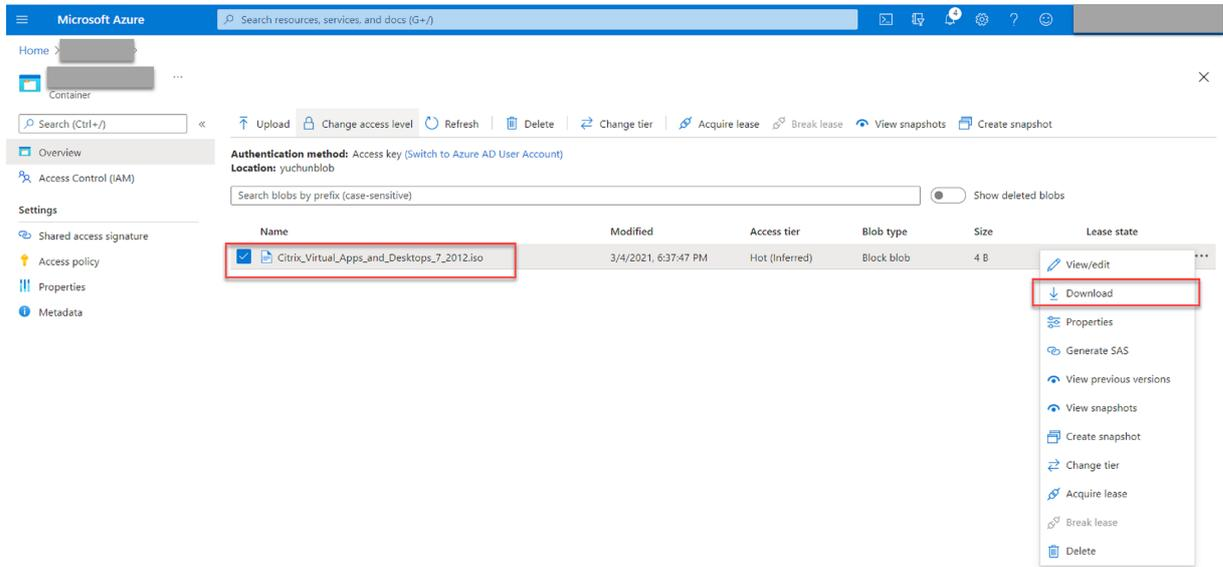 Microsoft Azure
Search resources, services, and docs (G+/)
4
Home >
...
Container
Search (Ctrl+/)
«
Overview
Access Control (IAM)
Settings
Shared access signature
Access policy
Properties
Metadata
Upload Change access level Refresh Delete Change tier Acquire lease Break lease View snapshots Create snapshot
Authentication method: Access key (Switch to Azure AD User Account)
Location: yuchunblob
Search blobs by prefix (case-sensitive)
Show deleted blobs
Name Modified Access tier Blob type Size Lease state
Citrix_Virtual_Apps_and_Desktops_7_2012.iso 3/4/2021, 6:37:47 PM Hot (Inferred) Block blob 4 B ...
View/edit
Download
Properties
Generate SAS
View previous versions
View snapshots
Create snapshot
Change tier
Acquire lease
Break lease
Delete